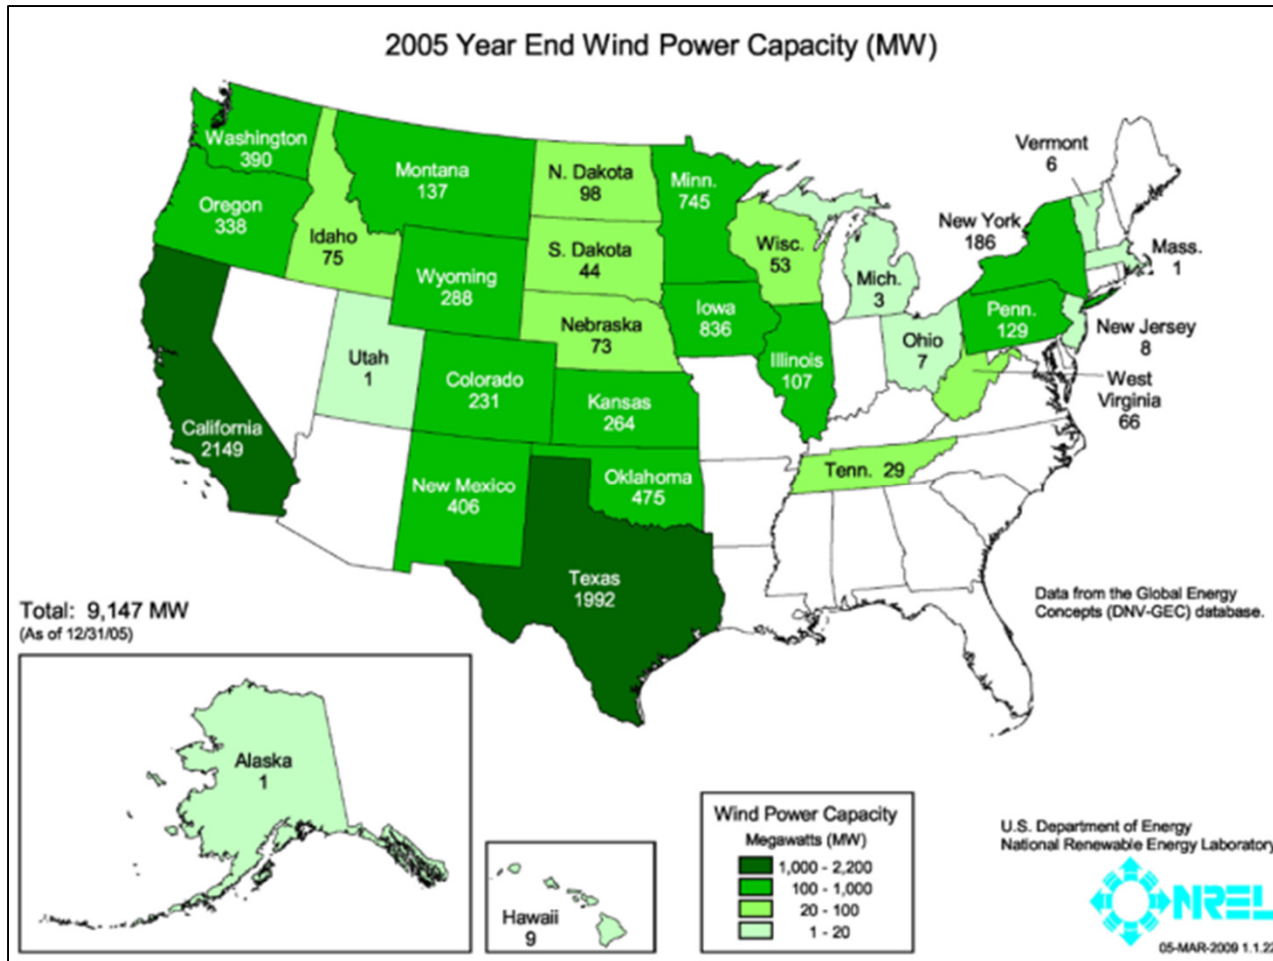 2005 Year End Wind Power Capacity (MW)
Washington
390
Oregon
338
Idaho
75
Montana
137
Wyoming
288
N. Dakota
98
S. Dakota
44
Nebraska
73
Minn.
745
Iowa
836
Wisc.
53
Illinois
107
Mich.
3
Ohio
7
Vermont
6
New York
186
Mass.
1
Penn.
129
New Jersey
8
West
Virginia
66
California
2149
Utah
1
Colorado
231
Kansas
264
New Mexico
406
Oklahoma
475
Tenn. 29
Texas
1992
Data from the Global Energy
Concepts (DNV-GEC) database.
Total: 9,147 MW
(As of 12/31/05)
Alaska
1
Hawaii
9
Wind Power Capacity
Megawatts (MW)
1,000 - 2,200
100 - 1,000
20 - 100
1 - 20
U.S. Department of Energy
National Renewable Energy Laboratory
NREL
05-MAR-2009 1.1.22